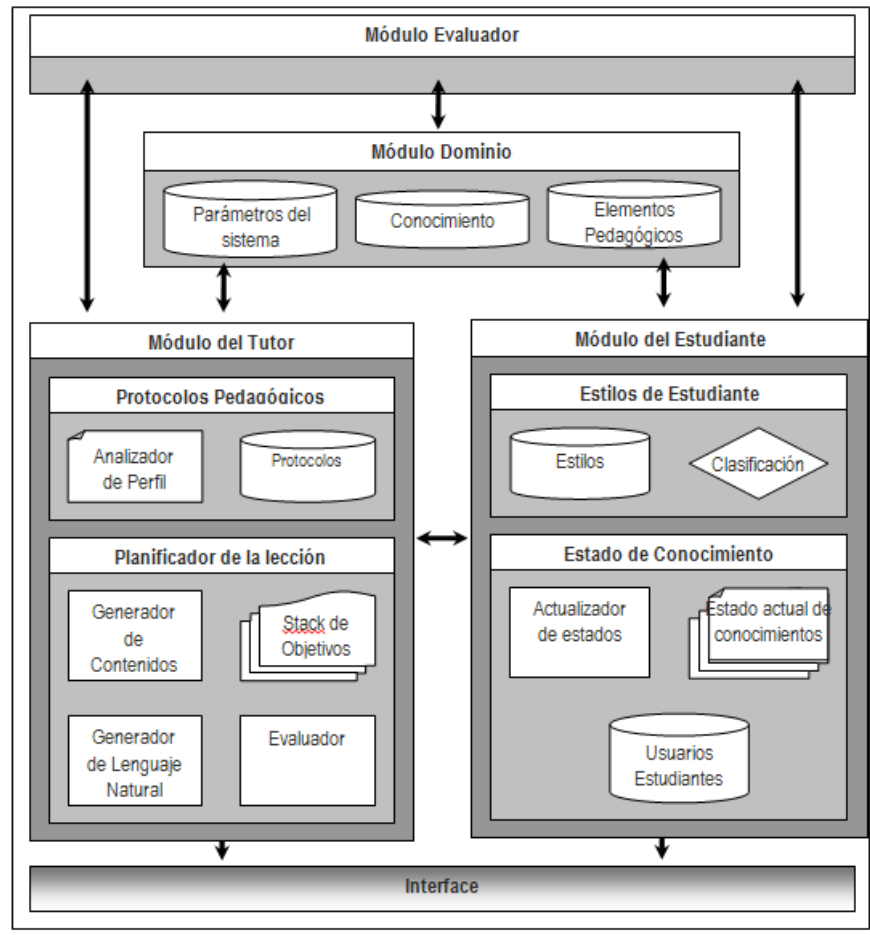 Módulo Evaluador
Módulo Dominio
Parámetros del
sistema
Conocimiento
Elementos
Pedagógicos
Módulo del Tutor
Protocolos Pedagógicos
Analizador
de Perfil
Protocolos
Planificador de la lección
Generador
de
Contenidos
Stack de
Objetivos
Generador
de Lenguaje
Natural
Evaluador
Módulo del Estudiante
Estilos de Estudiante
Estilos
Clasificación
Estado de Conocimiento
Actualizador
de estados
Estado actual de
conocimientos
Usuarios
Estudiantes
Interface